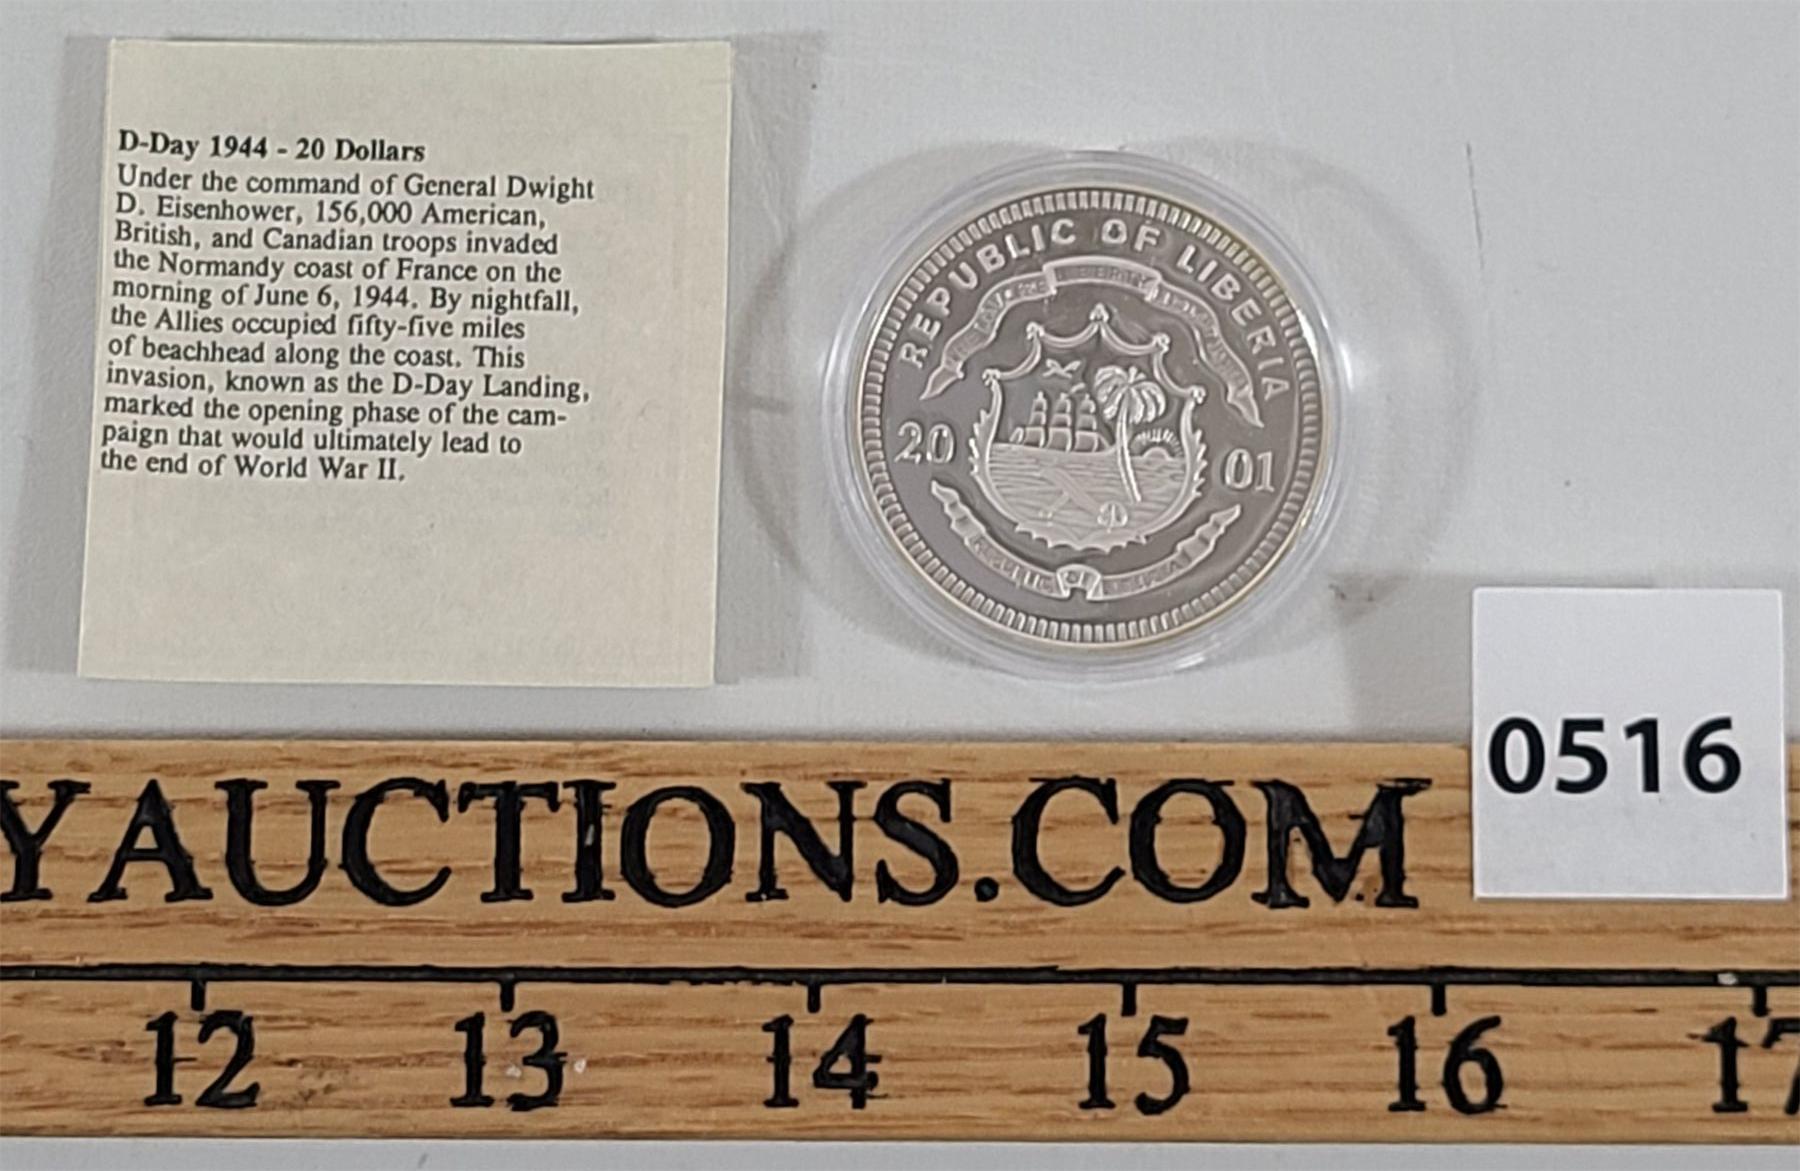 D-Day 1944 - 20 Dollars
Under the command of General Dwight
D. Eisenhower, 156,000 American,
British, and Canadian troops invaded
the Normandy coast of France on the
morning of June 6, 1944. By nightfall,
the Allies occupied fifty-five miles
of beachhead along the coast. This
invasion, known as the D-Day Landing,
marked the opening phase of the cam-
paign that would ultimately lead to
the end of World War II.
REPUBLIC OF LIBERIA
LIBERTY
20 01
REPUBLIC OF
0516
YAUCTIONS.COM
12 13 14 15 16 17